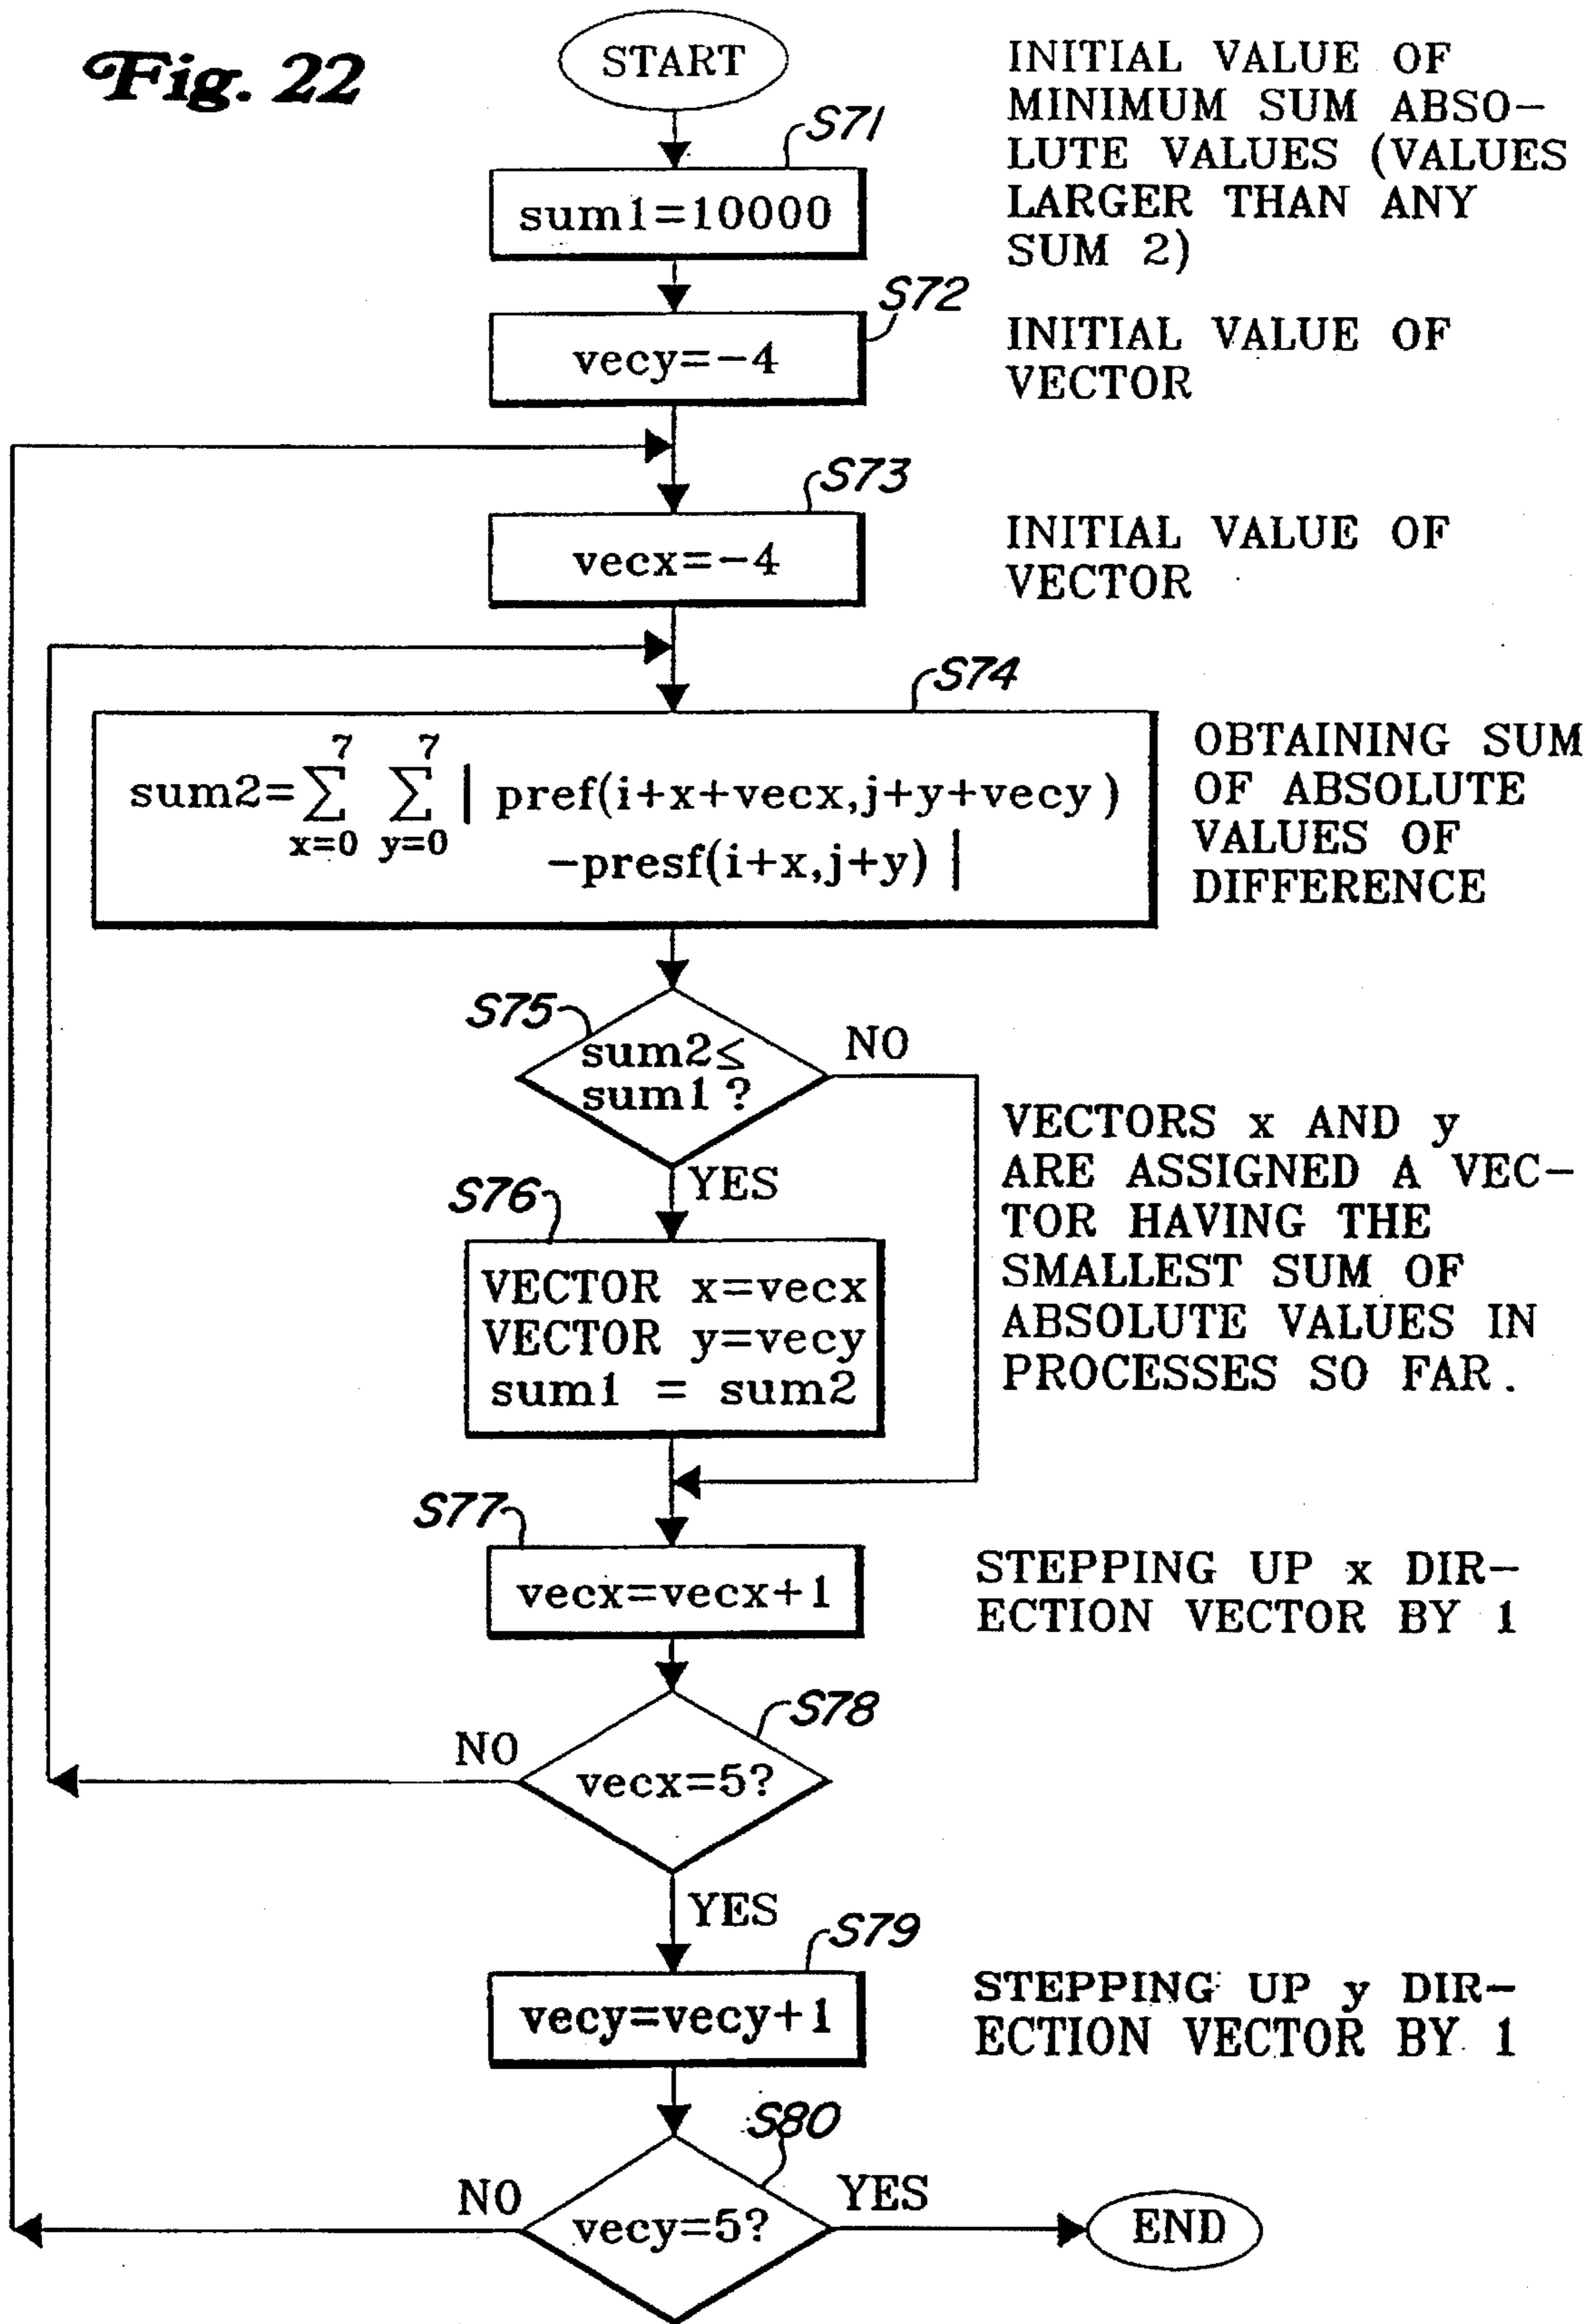 Fig. 22
START
INITIAL VALUE OF
MINIMUM SUM ABSO-
LUTE VALUES (VALUES
LARGER THAN ANY
SUM 2)
S71
sum1=10000
S72
vecy=-4
INITIAL VALUE OF
VECTOR
S73
vecx=-4
INITIAL VALUE OF
VECTOR
S74
7 7
sum2=∑ ∑ | pref(i+x+vecx,j+y+vecy)
x=0 y=0
-presf(i+x,j+y) |
OBTAINING SUM
OF ABSOLUTE
VALUES OF
DIFFERENCE
S75
sum2≤
sum1?
NO
YES
S76
VECTOR x=vecx
VECTOR y=vecy
sum1 = sum2
VECTORS x AND y
ARE ASSIGNED A VEC-
TOR HAVING THE
SMALLEST SUM OF
ABSOLUTE VALUES IN
PROCESSES SO FAR.
S77
vecx=vecx+1
STEPPING UP x DIR-
ECTION VECTOR BY 1
S78
NO
vecx=5?
YES
S79
vecy=vecy+1
STEPPING UP y DIR-
ECTION VECTOR BY 1
S80
NO
vecy=5?
YES
END